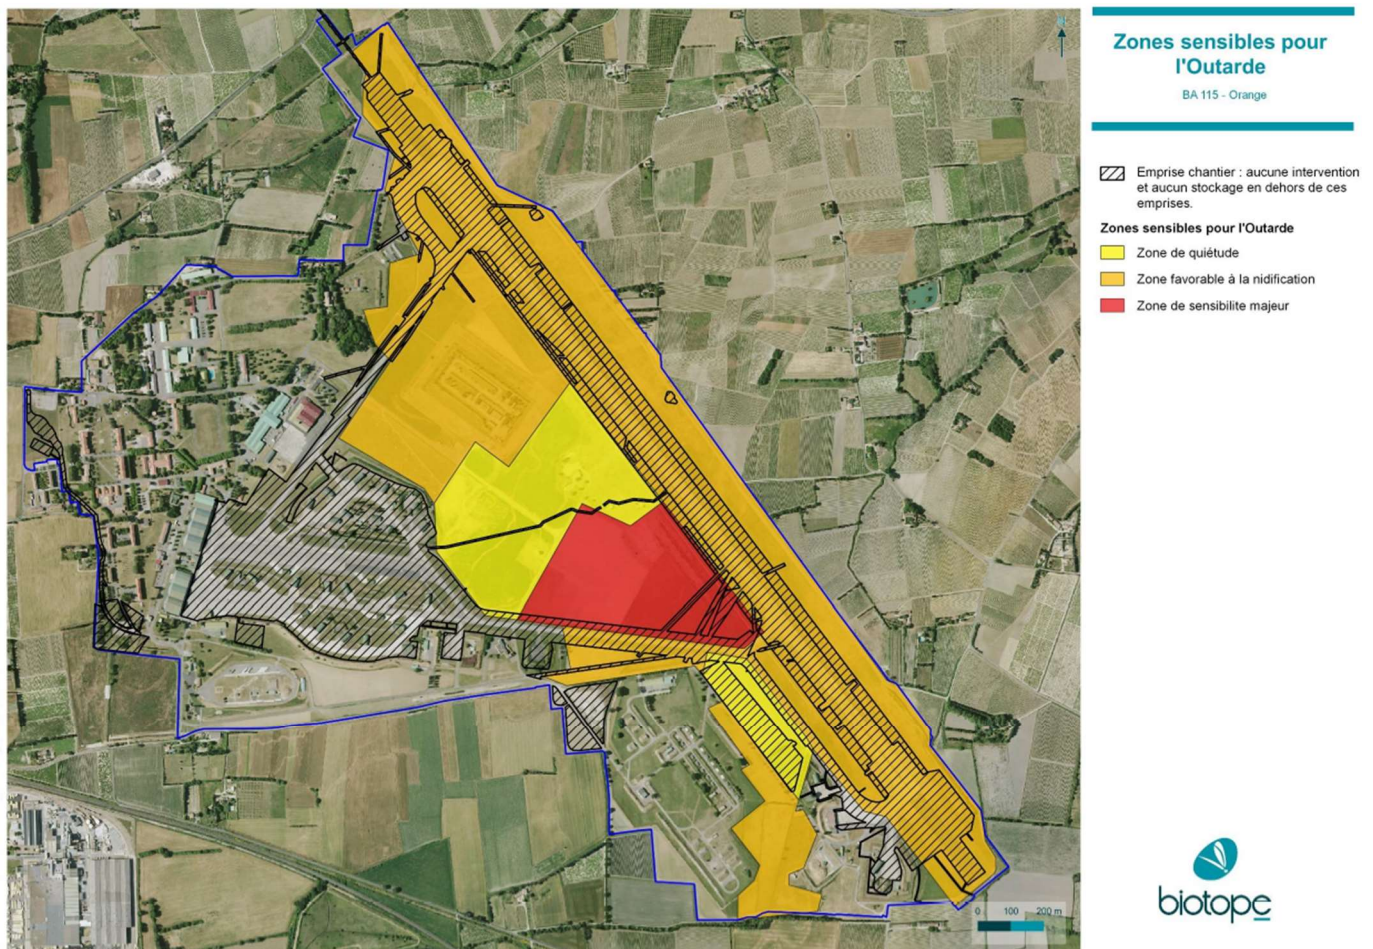 Zones sensibles pour
l'Outarde
BA 115 - Orange
Emprise chantier : aucune intervention
et aucun stockage en dehors de ces
emprises.
Zones sensibles pour l'Outarde
Zone de quiétude
Zone favorable à la nidification
Zone de sensibilite majeur
0 100 200 m
biotope